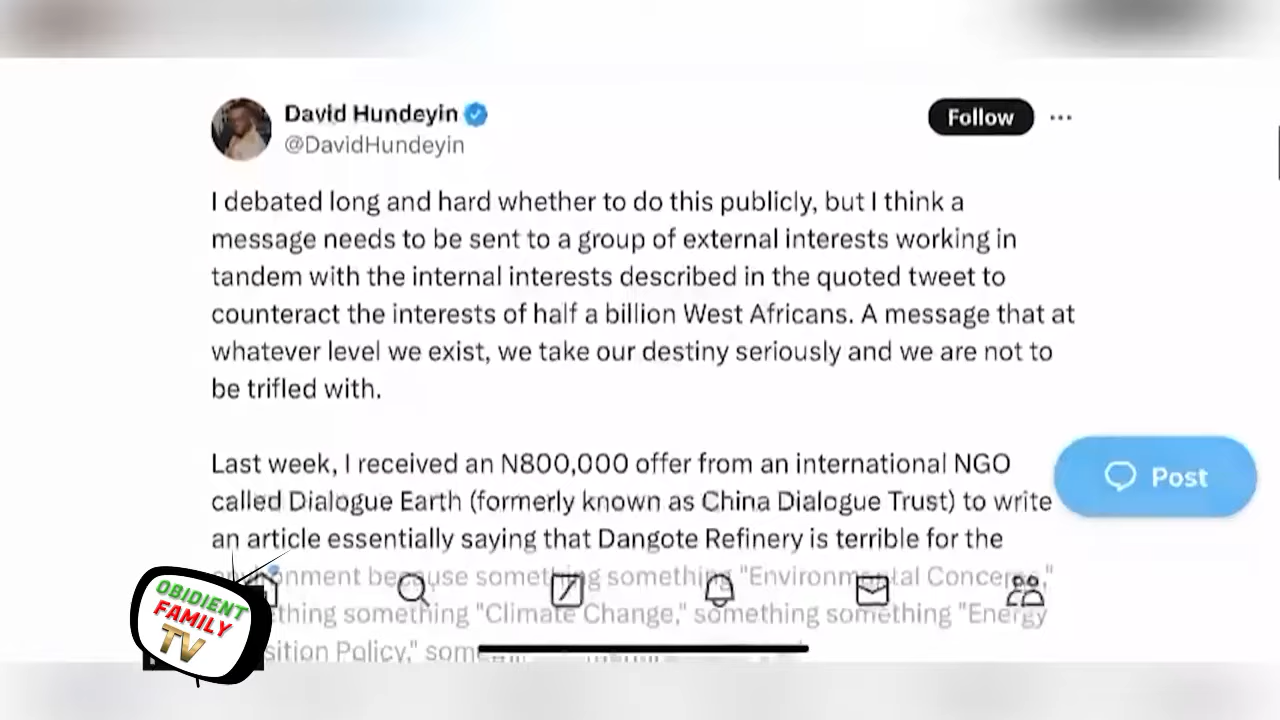 David Hundeyin
Follow
@DavidHundeyin
I debated long and hard whether to do this publicly, but I think a
message needs to be sent to a group of external interests working in
tandem with the internal interests described in the quoted tweet to
counteract the interests of half a billion West Africans. A message that at
whatever level we exist, we take our destiny seriously and we are not to
be trifled with.
Last week, I received an N800,000 offer from an international NGO
called Dialogue Earth (formerly known as China Dialogue Trust) to write
Post
an article essentially saying that Dangote Refinery is terrible for the
because something something "Environmental Concerns,"
something "Climate Change," something something "Energy
Policy,"
OBIDIENT
FAMILY
TV